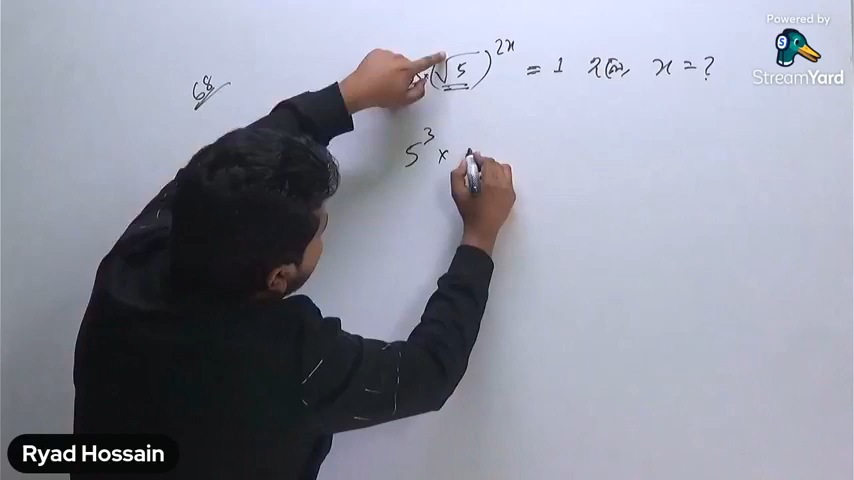 Powered by
StreamYard
68
(√5)^2x = 1 হলে, x = ?
5^3 ×
Ryad Hossain